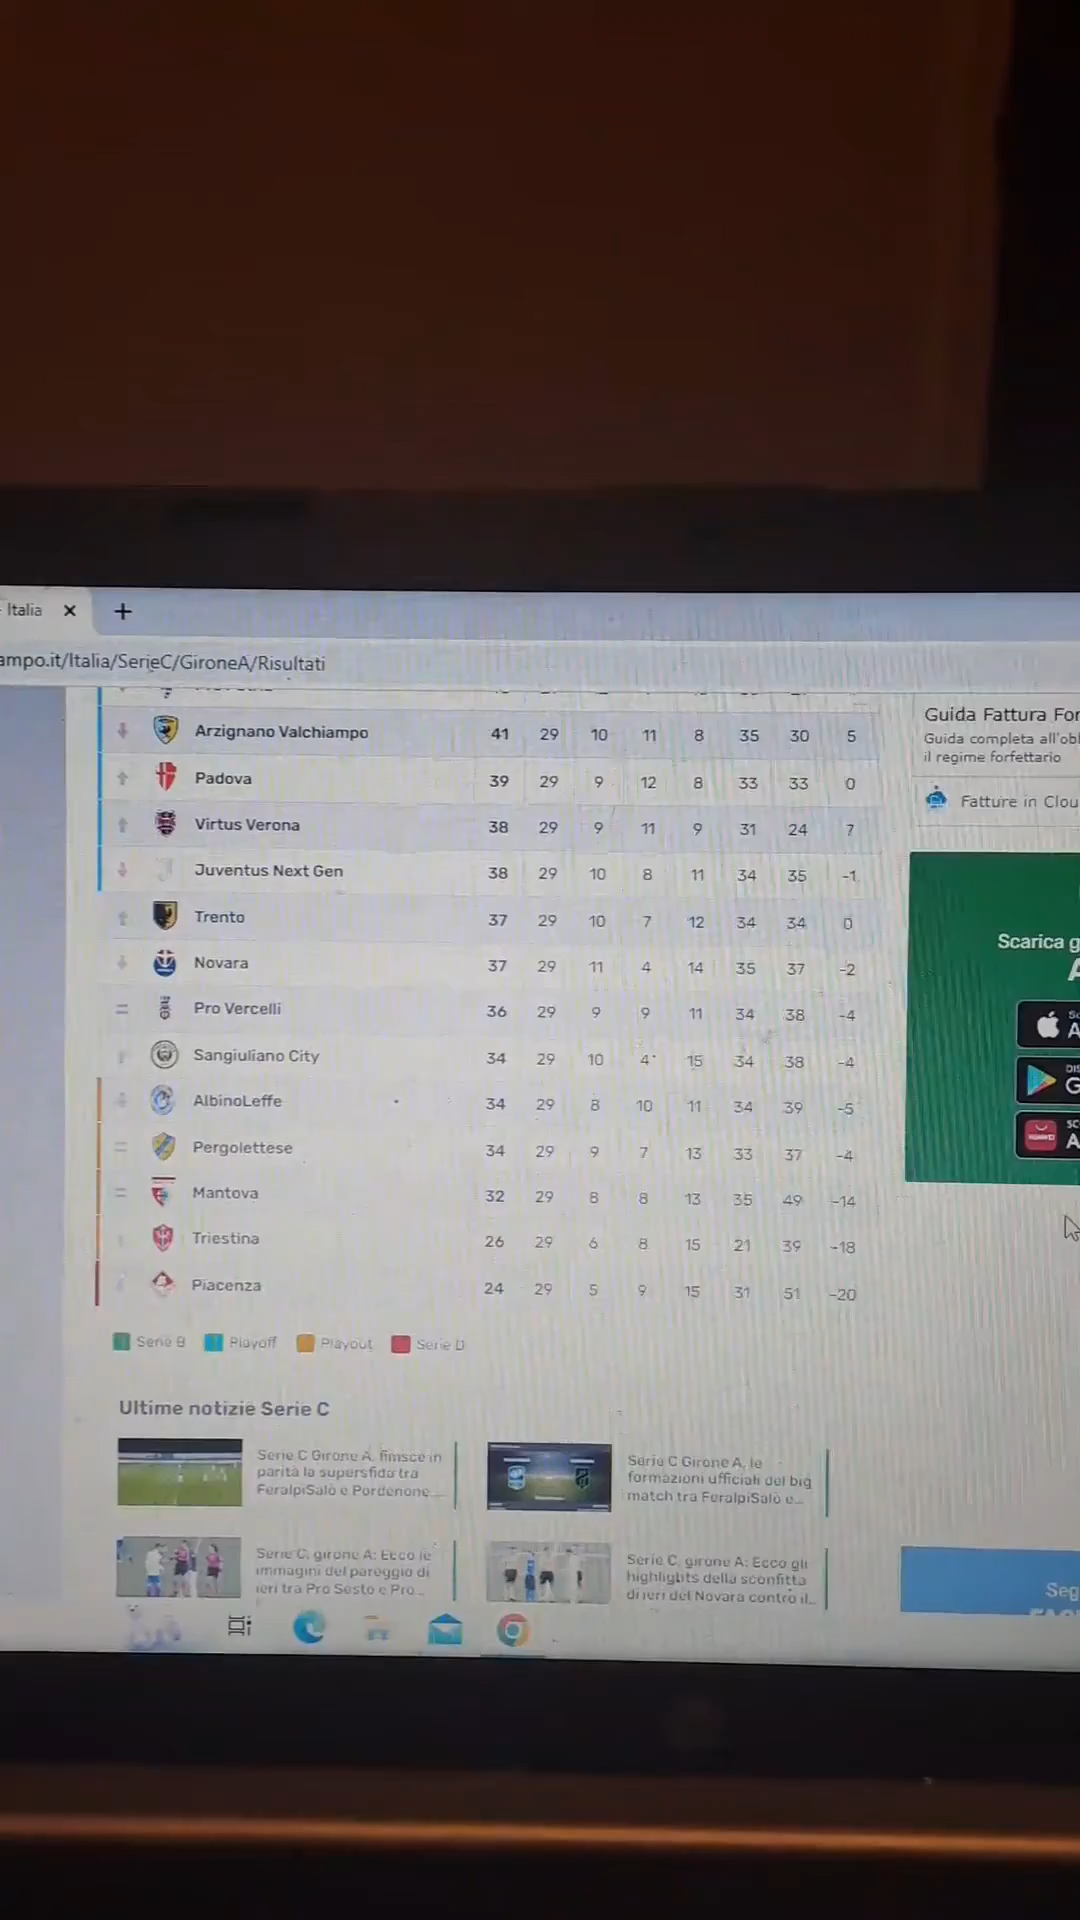 Italia
ampo.it/Italia/SerieC/GironeA/Risultati
Arzignano Valchiampo 41 29 10 11 8 35 30 5
Padova 39 29 9 12 8 33 33 0
Virtus Verona 38 29 9 11 9 31 24 7
Juventus Next Gen 38 29 10 8 11 34 35 -1
Trento 37 29 10 7 12 34 34 0
Novara 37 29 11 4 14 35 37 -2
Pro Vercelli 36 29 9 9 11 34 38 -4
Sangiuliano City 34 29 10 4 15 34 38 -4
AlbinoLeffe 34 29 8 10 11 34 39 -5
Pergolettese 34 29 9 7 13 33 37 -4
Mantova 32 29 8 8 13 35 49 -14
Triestina 26 29 6 8 15 21 39 -18
Piacenza 24 29 5 9 15 31 51 -20
Serie B Playoff Playout Serie D
Ultime notizie Serie C
Serie C Girone A, finisce in
parità la supersfida tra
FeralpiSalò e Pordenone...
Serie C Girone A, le
formazioni ufficiali del big
match tra FeralpiSalò e...
Serie C, girone A: Ecco le
immagini del pareggio di
ieri tra Pro Sesto e Pro...
Serie C, girone A: Ecco gli
highlights della sconfitta
di ieri del Novara contro il...
Guida Fattura For
Guida completa all'obb
il regime forfettario
Fatture in Clou
Scarica g
A
A
DIS
G
SC
A
HUAWEI
Seg